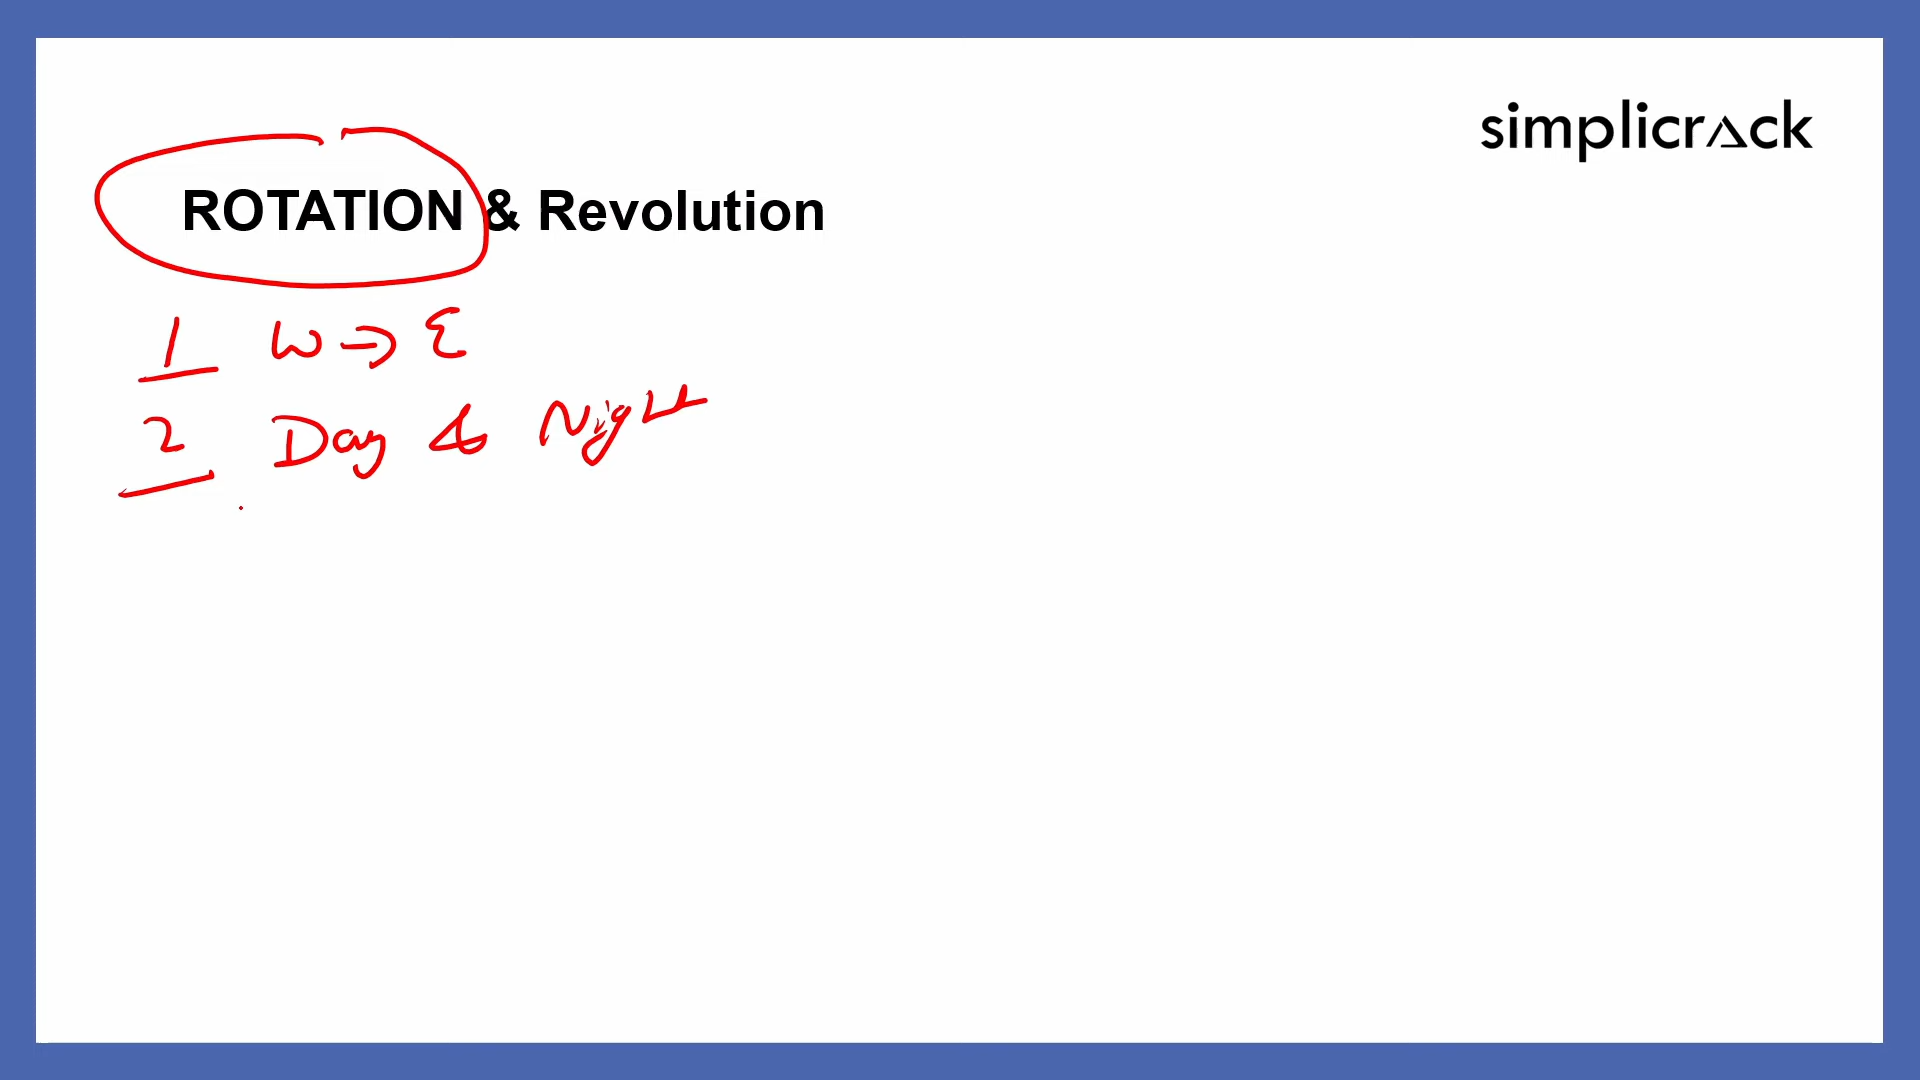 simplicrack
ROTATION & Revolution
1 W → E
2 Day & Night